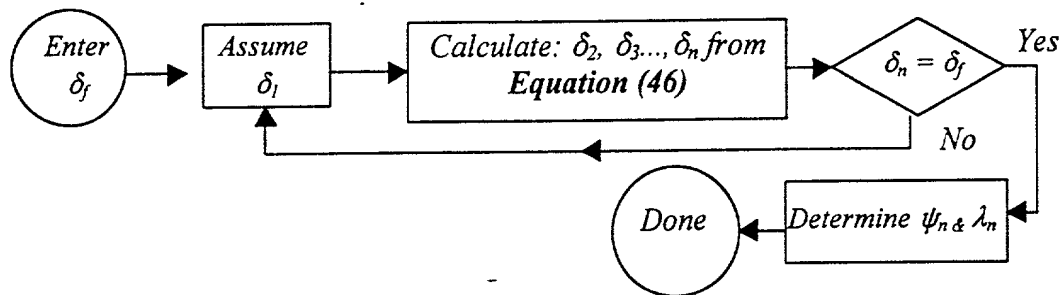 Enter
δf
Assume
δ1
Calculate: δ2, δ3..., δn from
Equation (46)
δn = δf
Yes
No
Determine ψn & λn
Done